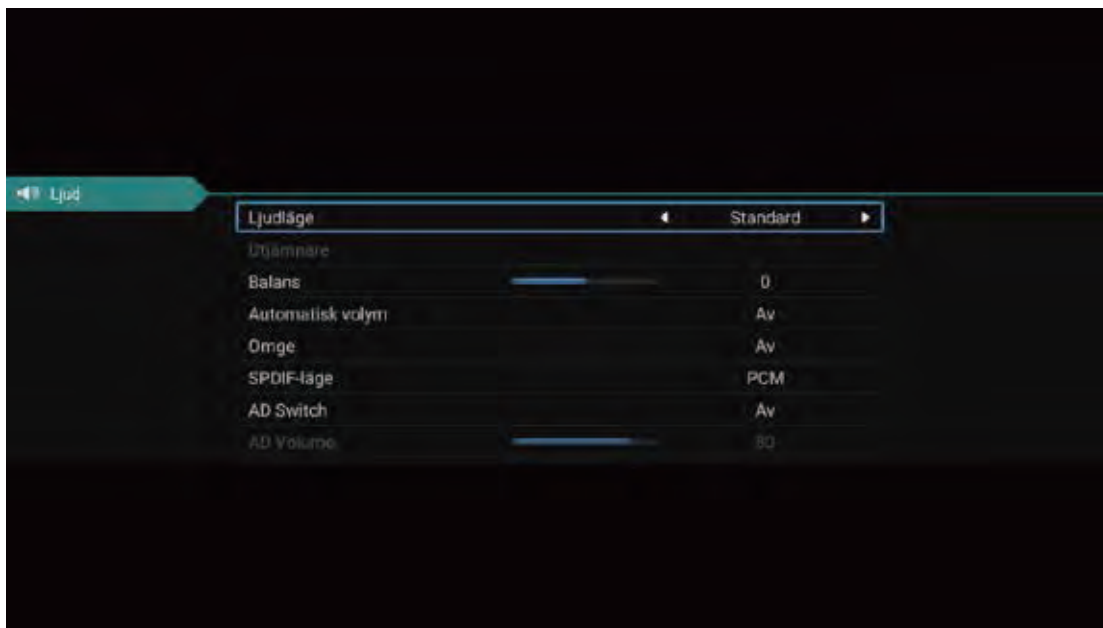 Ljud
Ljudläge Standard
Utjämnare
Balans 0
Automatisk volym Av
Omge Av
SPDIF-läge PCM
AD Switch Av
AD Volume 80